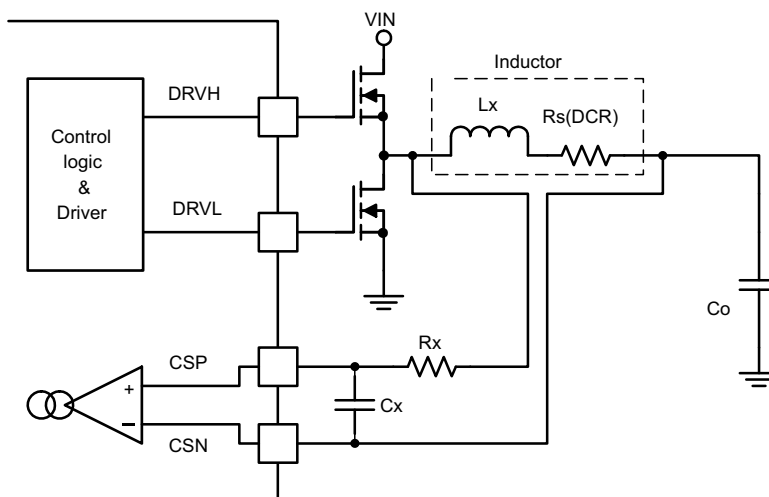 VIN
Inductor
DRVH
Lx
Rs(DCR)
Control
logic
&
Driver
DRVL
Co
Rx
CSP
+
Cx
−
CSN